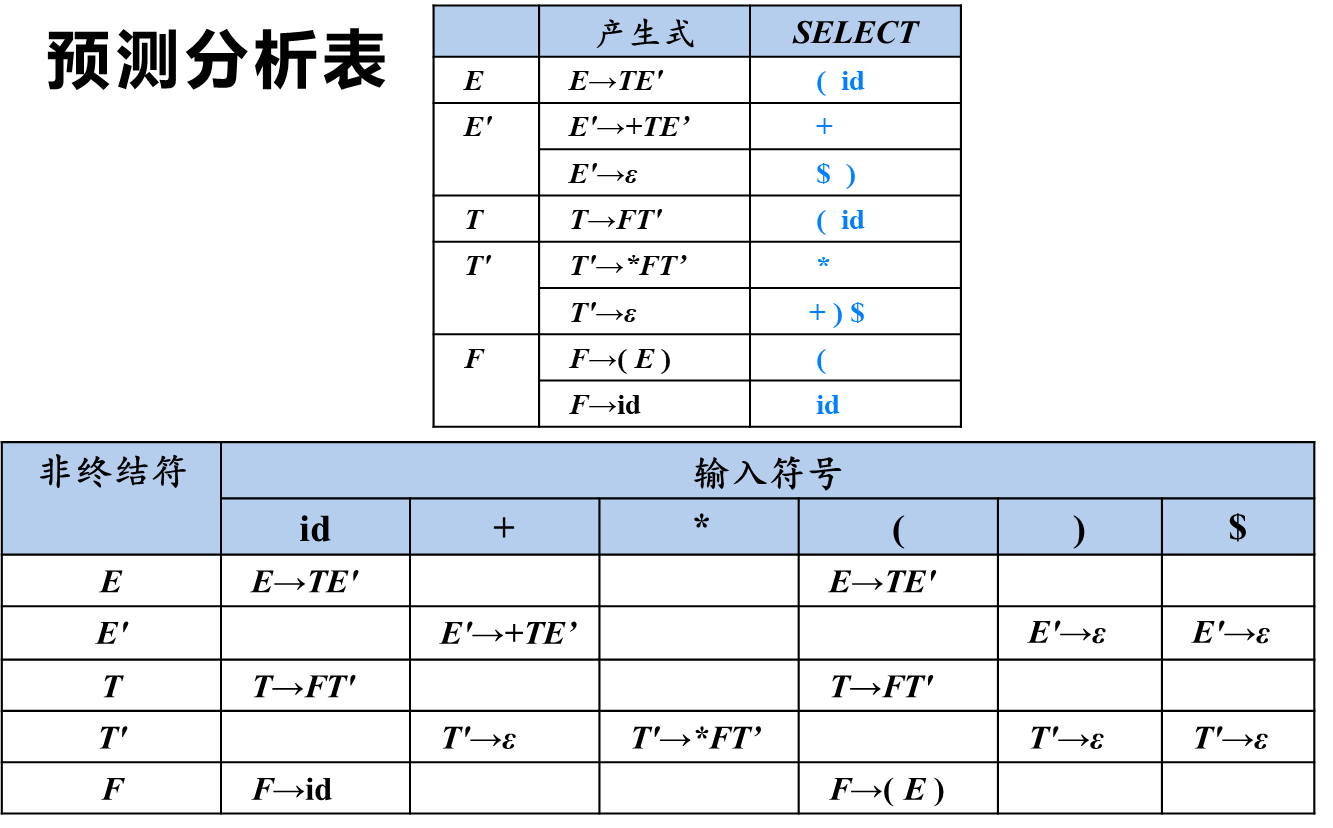 预测分析表
产生式 SELECT
E E→TE' ( id
E' E'→+TE’ +
E'→ε $ )
T T→FT' ( id
T' T'→*FT’ *
T'→ε + ) $
F F→( E ) (
F→id id
非终结符 输入符号
id + * ( ) $
E E→TE' E→TE'
E' E'→+TE’ E'→ε E'→ε
T T→FT' T→FT'
T' T'→ε T'→*FT’ T'→ε T'→ε
F F→id F→( E )